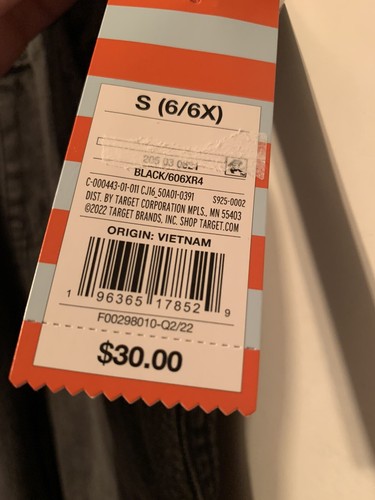 S (6/6X)
BLACK/606XR4
C-000443-01-011 CJ16_50A01-0391 S925-0002
DIST. BY TARGET CORPORATION MPLS., MN 55403
©2022 TARGET BRANDS, INC. SHOP TARGET.COM
ORIGIN: VIETNAM
1 96365 17852 9
F00298010-Q2/22
$30.00